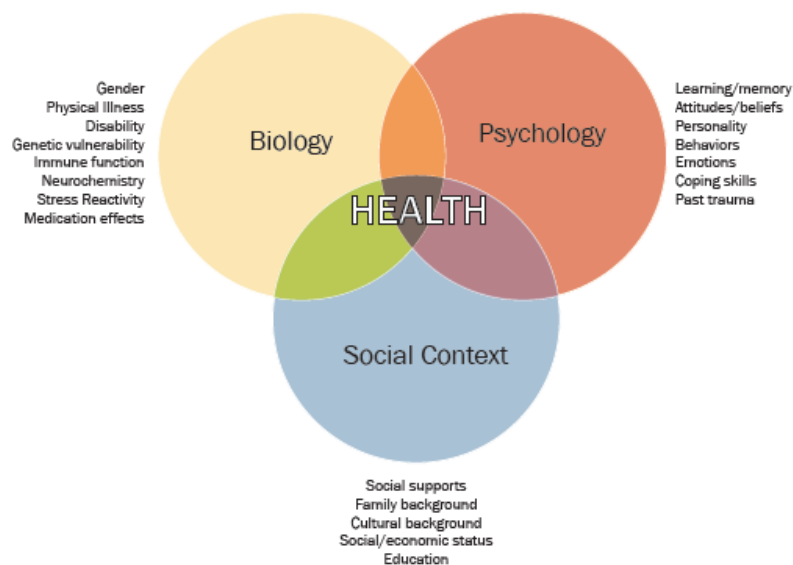 Gender
Physical Illness
Disability
Genetic vulnerability
Immune function
Neurochemistry
Stress Reactivity
Medication effects
Biology
Psychology
Learning/memory
Attitudes/beliefs
Personality
Behaviors
Emotions
Coping skills
Past trauma
HEALTH
Social Context
Social supports
Family background
Cultural background
Social/economic status
Education